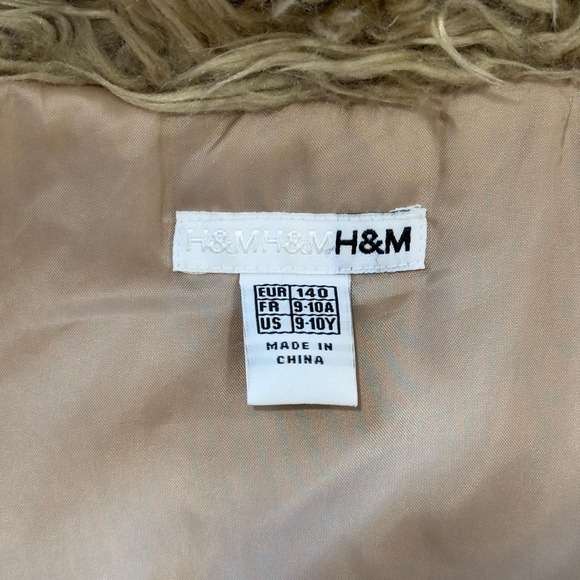 H&MH&MH&M
EUR 140
FR 9-10A
US 9-10Y
MADE IN
CHINA